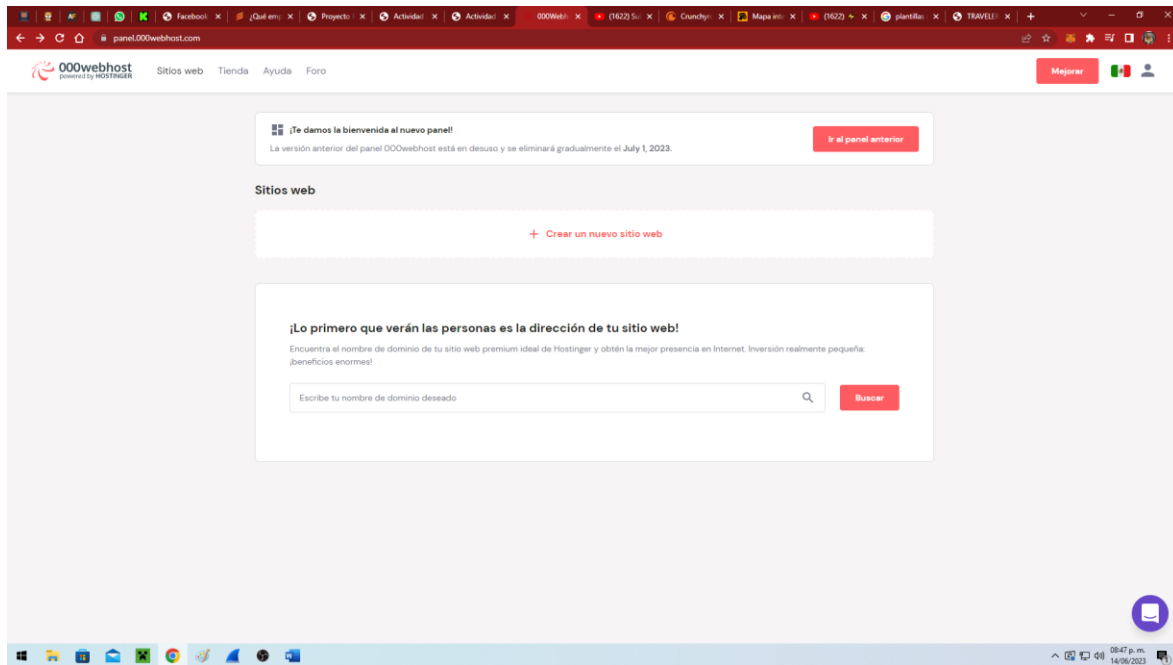 Facebook
¿Qué emp
Proyecto
Actividad
Actividad
000Webh
(1622) Sui
Crunchyr
Mapa inte
(1622)
plantillas
TRAVELER
panel.000webhost.com
000webhost
powered by HOSTINGER
Sitios web
Tienda
Ayuda
Foro
Mejorar
¡Te damos la bienvenida al nuevo panel!
La versión anterior del panel 000webhost está en desuso y se eliminará gradualmente el July 1, 2023.
Ir al panel anterior
Sitios web
+ Crear un nuevo sitio web
¡Lo primero que verán las personas es la dirección de tu sitio web!
Encuentra el nombre de dominio de tu sitio web premium ideal de Hostinger y obtén la mejor presencia en Internet. Inversión realmente pequeña:
¡beneficios enormes!
Escribe tu nombre de dominio deseado
Buscar
08:47 p. m.
14/06/2023